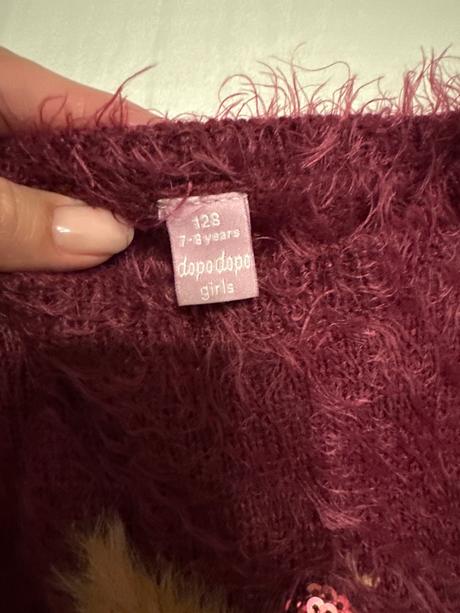 128
7-8 years
dopodopo
girls